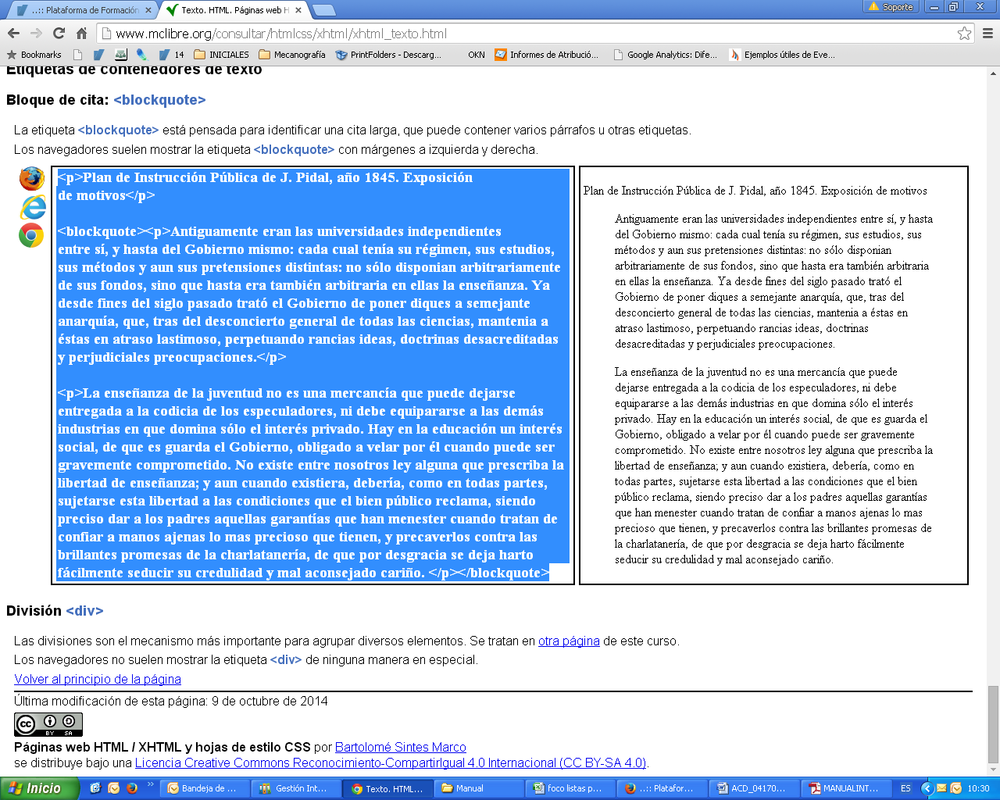 ..:: Plataforma de Formación
Texto. HTML. Páginas web H
Soporte
www.mclibre.org/consultar/htmlcss/xhtml/xhtml_texto.html
Bookmarks
14
INICIALES
Mecanografía
PrintFolders - Descarg...
OKN
Informes de Atribució...
Google Analytics: Dife...
Ejemplos útiles de Eve...
Etiquetas de contenedores de texto
Bloque de cita: <blockquote>
La etiqueta <blockquote> está pensada para identificar una cita larga, que puede contener varios párrafos u otras etiquetas.
Los navegadores suelen mostrar la etiqueta <blockquote> con márgenes a izquierda y derecha.
<p>Plan de Instrucción Pública de J. Pidal, año 1845. Exposición
de motivos</p>
<blockquote><p>Antiguamente eran las universidades independientes
entre sí, y hasta del Gobierno mismo: cada cual tenía su régimen, sus estudios,
sus métodos y aun sus pretensiones distintas: no sólo disponian arbitrariamente
de sus fondos, sino que hasta era también arbitraria en ellas la enseñanza. Ya
desde fines del siglo pasado trató el Gobierno de poner diques a semejante
anarquía, que, tras del desconcierto general de todas las ciencias, mantenia a
éstas en atraso lastimoso, perpetuando rancias ideas, doctrinas desacreditadas
y perjudiciales preocupaciones.</p>
<p>La enseñanza de la juventud no es una mercancía que puede dejarse
entregada a la codicia de los especuladores, ni debe equipararse a las demás
industrias en que domina sólo el interés privado. Hay en la educación un interés
social, de que es guarda el Gobierno, obligado a velar por él cuando puede ser
gravemente comprometido. No existe entre nosotros ley alguna que prescriba la
libertad de enseñanza; y aun cuando existiera, debería, como en todas partes,
sujetarse esta libertad a las condiciones que el bien público reclama, siendo
preciso dar a los padres aquellas garantías que han menester cuando tratan de
confiar a manos ajenas lo mas precioso que tienen, y precaverlos contra las
brillantes promesas de la charlatanería, de que por desgracia se deja harto
fácilmente seducir su credulidad y mal aconsejado cariño. </p></blockquote>
Plan de Instrucción Pública de J. Pidal, año 1845. Exposición de motivos
Antiguamente eran las universidades independientes entre sí, y hasta
del Gobierno mismo: cada cual tenía su régimen, sus estudios, sus
métodos y aun sus pretensiones distintas: no sólo disponian
arbitrariamente de sus fondos, sino que hasta era también arbitraria
en ellas la enseñanza. Ya desde fines del siglo pasado trató el
Gobierno de poner diques a semejante anarquía, que, tras del
desconcierto general de todas las ciencias, mantenia a éstas en
atraso lastimoso, perpetuando rancias ideas, doctrinas
desacreditadas y perjudiciales preocupaciones.
La enseñanza de la juventud no es una mercancía que puede
dejarse entregada a la codicia de los especuladores, ni debe
equipararse a las demás industrias en que domina sólo el interés
privado. Hay en la educación un interés social, de que es guarda el
Gobierno, obligado a velar por él cuando puede ser gravemente
comprometido. No existe entre nosotros ley alguna que prescriba la
libertad de enseñanza; y aun cuando existiera, debería, como en
todas partes, sujetarse esta libertad a las condiciones que el bien
público reclama, siendo preciso dar a los padres aquellas garantías
que han menester cuando tratan de confiar a manos ajenas lo mas
precioso que tienen, y precaverlos contra las brillantes promesas de
la charlatanería, de que por desgracia se deja harto fácilmente
seducir su credulidad y mal aconsejado cariño.
División <div>
Las divisiones son el mecanismo más importante para agrupar diversos elementos. Se tratan en otra página de este curso.
Los navegadores no suelen mostrar la etiqueta <div> de ninguna manera en especial.
Volver al principio de la página
Última modificación de esta página: 9 de octubre de 2014
cc BY SA
Páginas web HTML / XHTML y hojas de estilo CSS por Bartolomé Sintes Marco
se distribuye bajo una Licencia Creative Commons Reconocimiento-CompartirIgual 4.0 Internacional (CC BY-SA 4.0).
Inicio
Bandeja de ...
Gestión Int...
Texto. HTML...
Manual
foco listas p...
..:: Platafor...
ACD_04170...
MANUALINT...
ES
10:30